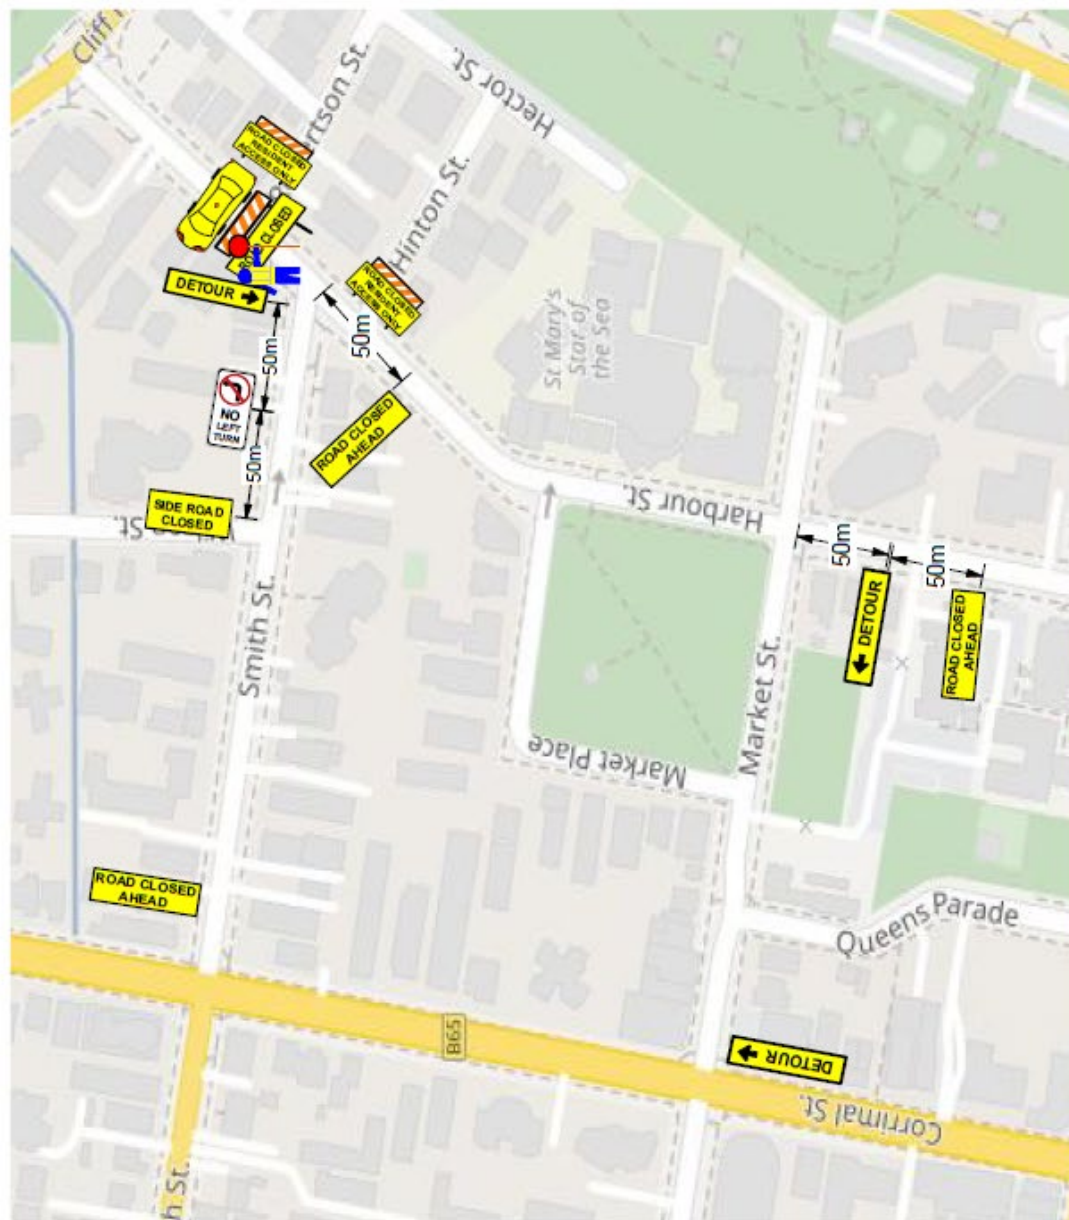 Cliff
rtson St.
Hector St.
ROAD CLOSED
RESIDENT
ACCESS ONLY
Hinton St.
CLOSED
DETOUR
ROAD CLOSED
RESIDENT
ACCESS ONLY
50m
50m
NO
LEFT
TURN
50m
ROAD CLOSED
AHEAD
St Mary's
Star of
the Sea
SIDE ROAD
CLOSED
St.
Harbour St.
50m
50m
DETOUR
ROAD CLOSED
AHEAD
Smith St.
Market St.
Market Place
ROAD CLOSED
AHEAD
Queens Parade
B65
DETOUR
Corrimal St.
h St.